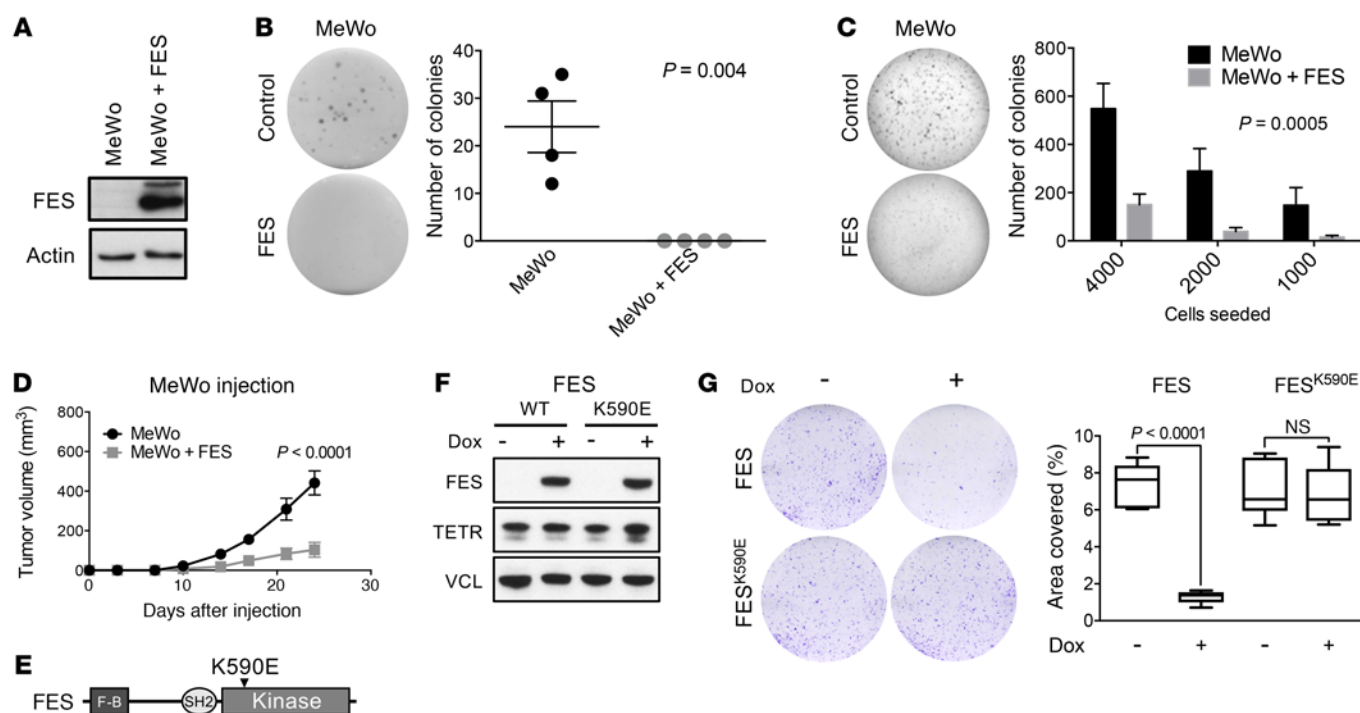 A
MeWo
MeWo + FES
FES
Actin
B
MeWo
Control
FES
Number of colonies
40
30
20
10
0
P = 0.004
MeWo
MeWo + FES
C
MeWo
Control
FES
Number of colonies
800
600
400
200
0
MeWo
MeWo + FES
P = 0.0005
4000
2000
1000
Cells seeded
D
MeWo injection
Tumor volume (mm³)
800
600
400
200
0
MeWo
MeWo + FES
P < 0.0001
0
10
20
30
Days after injection
E
K590E
FES
F-B
SH2
Kinase
F
FES
WT
K590E
Dox
-
+
-
+
FES
TETR
VCL
G
Dox
-
+
FES
FESK590E
FES
FESK590E
Area covered (%)
10
8
6
4
2
0
P < 0.0001
NS
Dox
-
+
-
+